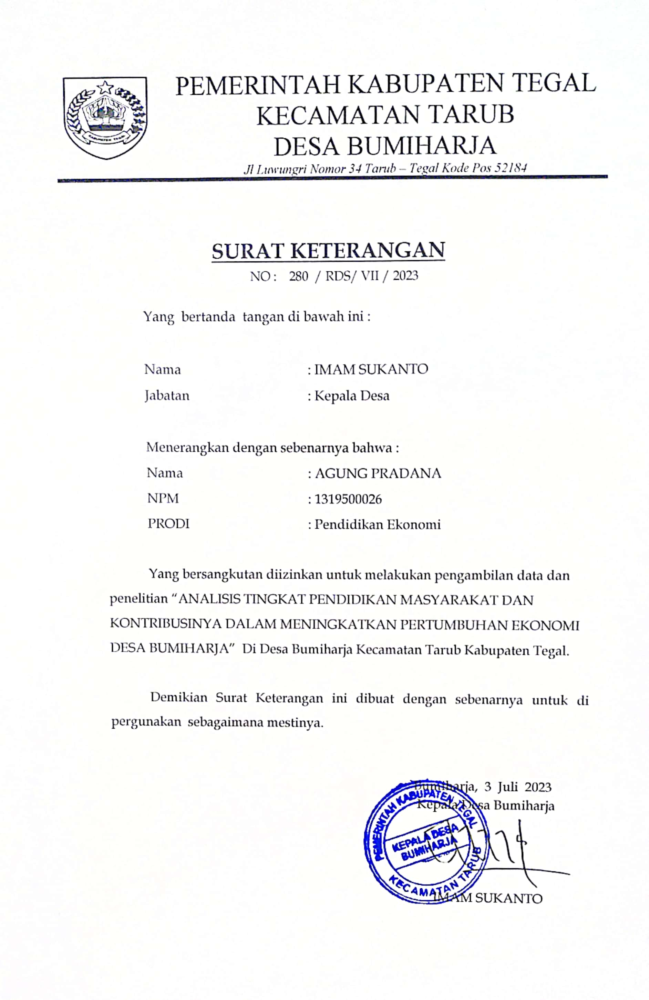 PEMERINTAH KABUPATEN TEGAL
KECAMATAN TARUB
DESA BUMIHARJA
Jl Luwungri Nomor 34 Tarub – Tegal Kode Pos 52184
KABUPATEN TEGAL
SURAT KETERANGAN
NO : 280 / RDS/ VII / 2023
Yang bertanda tangan di bawah ini :
Nama : IMAM SUKANTO
Jabatan : Kepala Desa
Menerangkan dengan sebenarnya bahwa :
Nama : AGUNG PRADANA
NPM : 1319500026
PRODI : Pendidikan Ekonomi
Yang bersangkutan diizinkan untuk melakukan pengambilan data dan
penelitian “ANALISIS TINGKAT PENDIDIKAN MASYARAKAT DAN
KONTRIBUSINYA DALAM MENINGKATKAN PERTUMBUHAN EKONOMI
DESA BUMIHARJA” Di Desa Bumiharja Kecamatan Tarub Kabupaten Tegal.
Demikian Surat Keterangan ini dibuat dengan sebenarnya untuk di
pergunakan sebagaimana mestinya.
Bumiharja, 3 Juli 2023
Kepala Desa Bumiharja
PEMERINTAH KABUPATEN TEGAL
KEPALA DESA
BUMIHARJA
KECAMATAN TARUB
IMAM SUKANTO